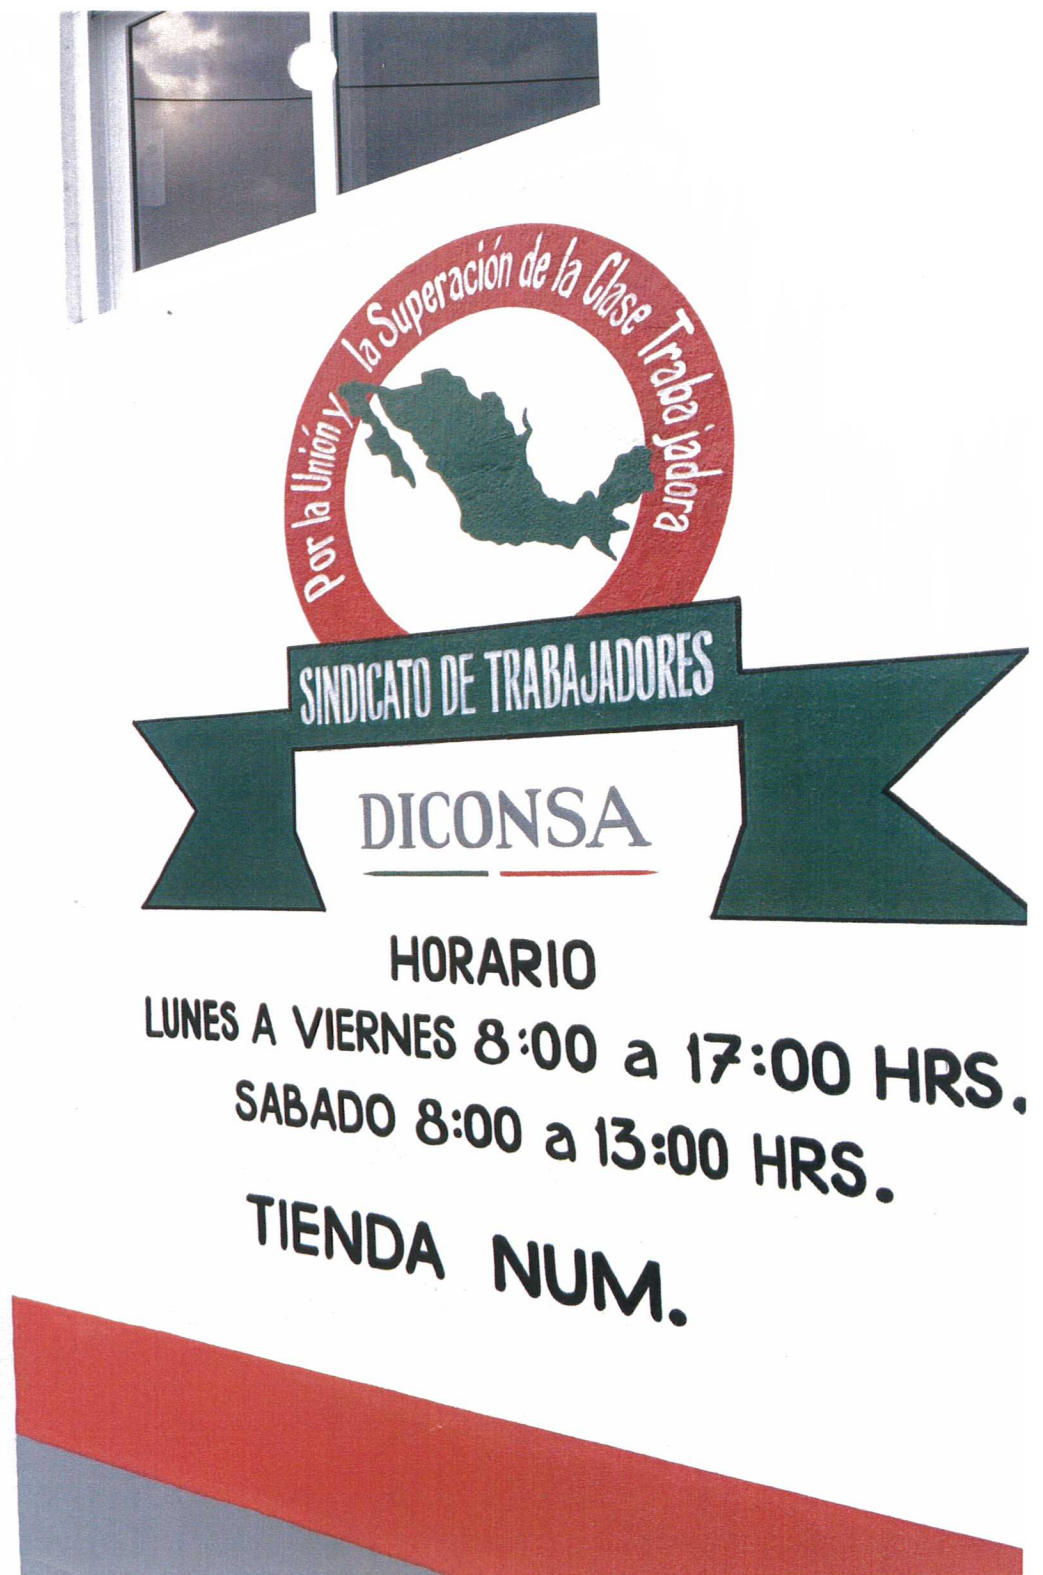 Por la Unión y la Superación de la Clase Trabajadora
SINDICATO DE TRABAJADORES
DICONSA
HORARIO
LUNES A VIERNES 8:00 a 17:00 HRS.
SABADO 8:00 a 13:00 HRS.
TIENDA NUM.